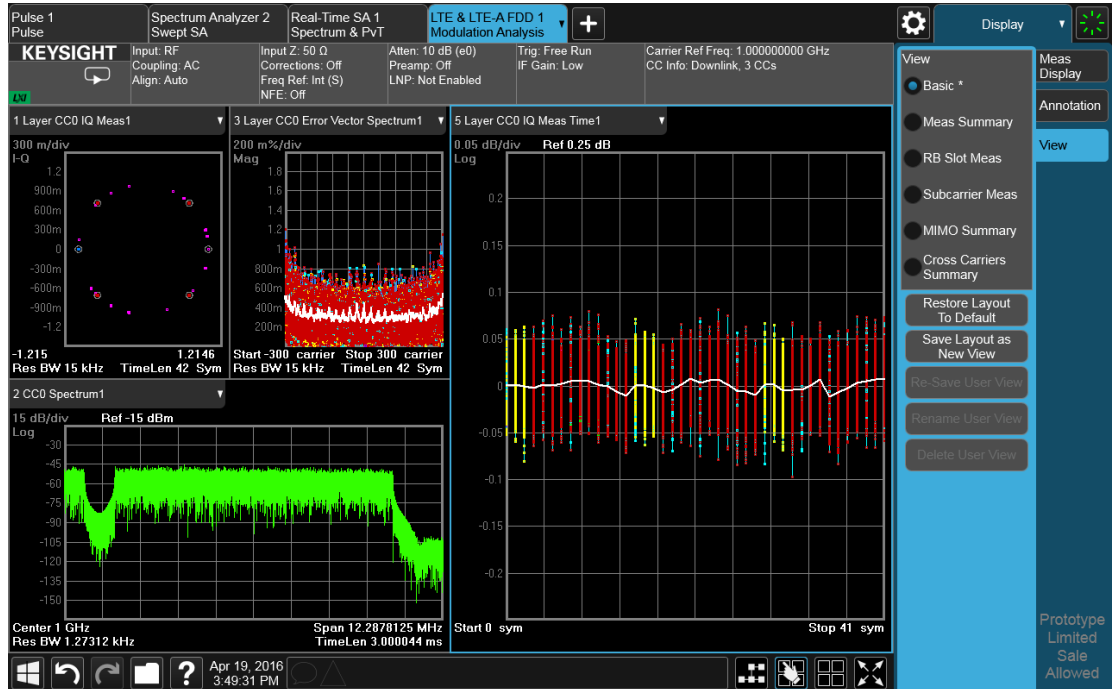 Pulse 1
Pulse
Spectrum Analyzer 2
Swept SA
Real-Time SA 1
Spectrum & PvT
LTE & LTE-A FDD 1
Modulation Analysis
Display
KEYSIGHT
LXI
Input: RF
Coupling: AC
Align: Auto
Input Z: 50 Ω
Corrections: Off
Freq Ref: Int (S)
NFE: Off
Atten: 10 dB (e0)
Preamp: Off
LNP: Not Enabled
Trig: Free Run
IF Gain: Low
Carrier Ref Freq: 1.000000000 GHz
CC Info: Downlink, 3 CCs
1 Layer CC0 IQ Meas1
300 m/div
I-Q
1.2
900m
600m
300m
0
-300m
-600m
-900m
-1.2
-1.215 1.2146
Res BW 15 kHz TimeLen 42 Sym
3 Layer CC0 Error Vector Spectrum1
200 m%/div
Mag
1.8
1.6
1.4
1.2
1
800m
600m
400m
200m
Start -300 carrier Stop 300 carrier
Res BW 15 kHz TimeLen 42 Sym
2 CC0 Spectrum1
15 dB/div Ref -15 dBm
Log
-30
-45
-60
-75
-90
-105
-120
-135
-150
Center 1 GHz Span 12.2878125 MHz
Res BW 1.27312 kHz TimeLen 3.000044 ms
5 Layer CC0 IQ Meas Time1
0.05 dB/div Ref 0.25 dB
Log
0.2
0.15
0.1
0.05
0
-0.05
-0.1
-0.15
-0.2
Start 0 sym Stop 41 sym
View
Basic *
Meas Summary
RB Slot Meas
Subcarrier Meas
MIMO Summary
Cross Carriers
Summary
Restore Layout
To Default
Save Layout as
New View
Re-Save User View
Rename User View
Delete User View
Meas
Display
Annotation
View
Prototype
Limited
Sale
Allowed
Apr 19, 2016
3:49:31 PM